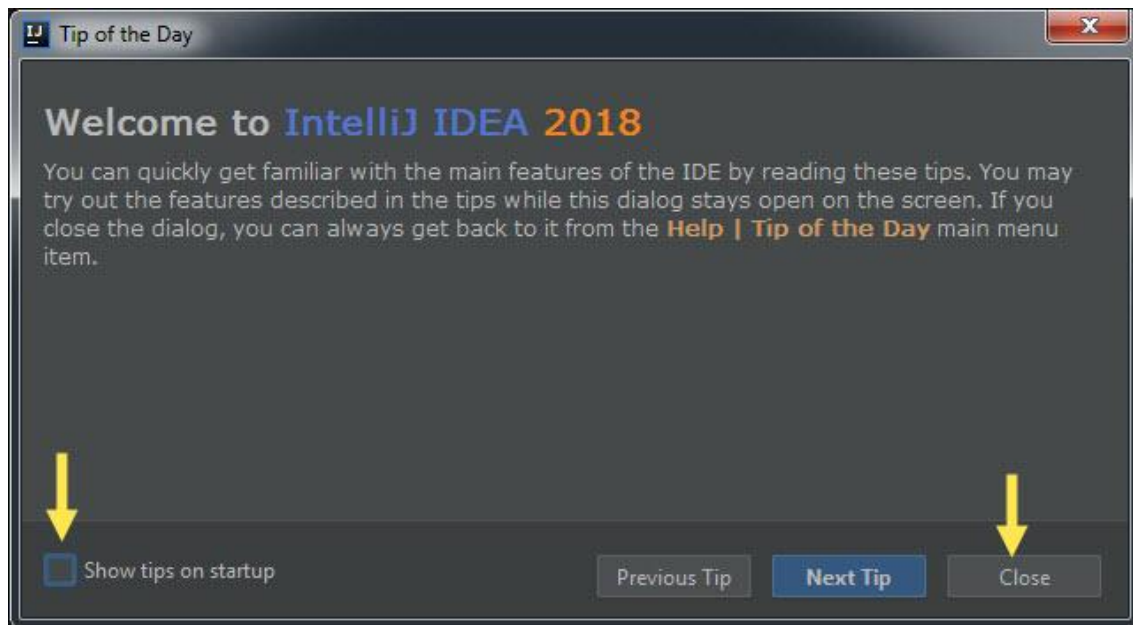 IJ
Tip of the Day
Welcome to IntelliJ IDEA 2018
You can quickly get familiar with the main features of the IDE by reading these tips. You may
try out the features described in the tips while this dialog stays open on the screen. If you
close the dialog, you can always get back to it from the Help | Tip of the Day main menu
item.
Show tips on startup
Previous Tip
Next Tip
Close